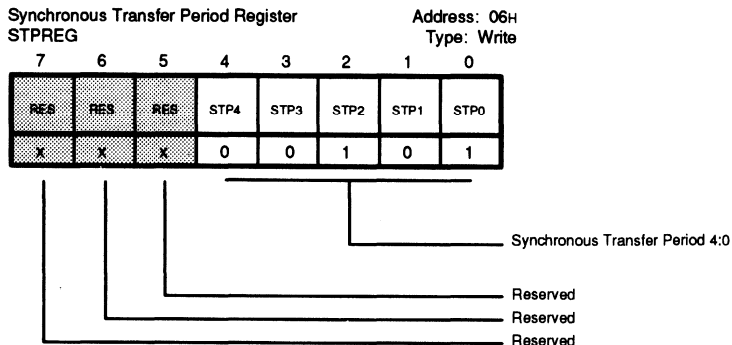 Synchronous Transfer Period Register Address: 06H
STPREG Type: Write
7 6 5 4 3 2 1 0
RES RES RES STP4 STP3 STP2 STP1 STP0
x x x 0 0 1 0 1
Synchronous Transfer Period 4:0
Reserved
Reserved
Reserved